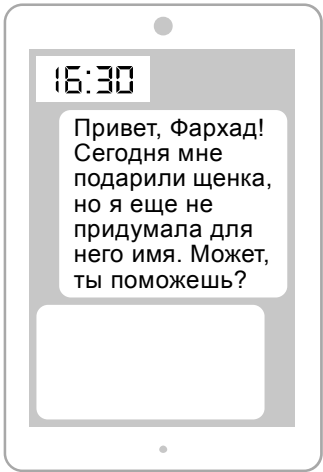 16:30
Привет, Фархад!
Сегодня мне
подарили щенка,
но я еще не
придумала для
него имя. Может,
ты поможешь?